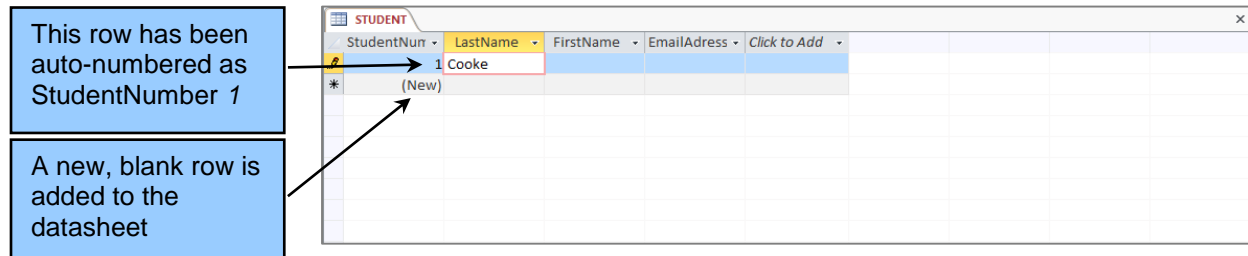 This row has been
auto-numbered as
StudentNumber 1
A new, blank row is
added to the
datasheet
STUDENT
StudentNum LastName FirstName EmailAdress Click to Add
1 Cooke
(New)